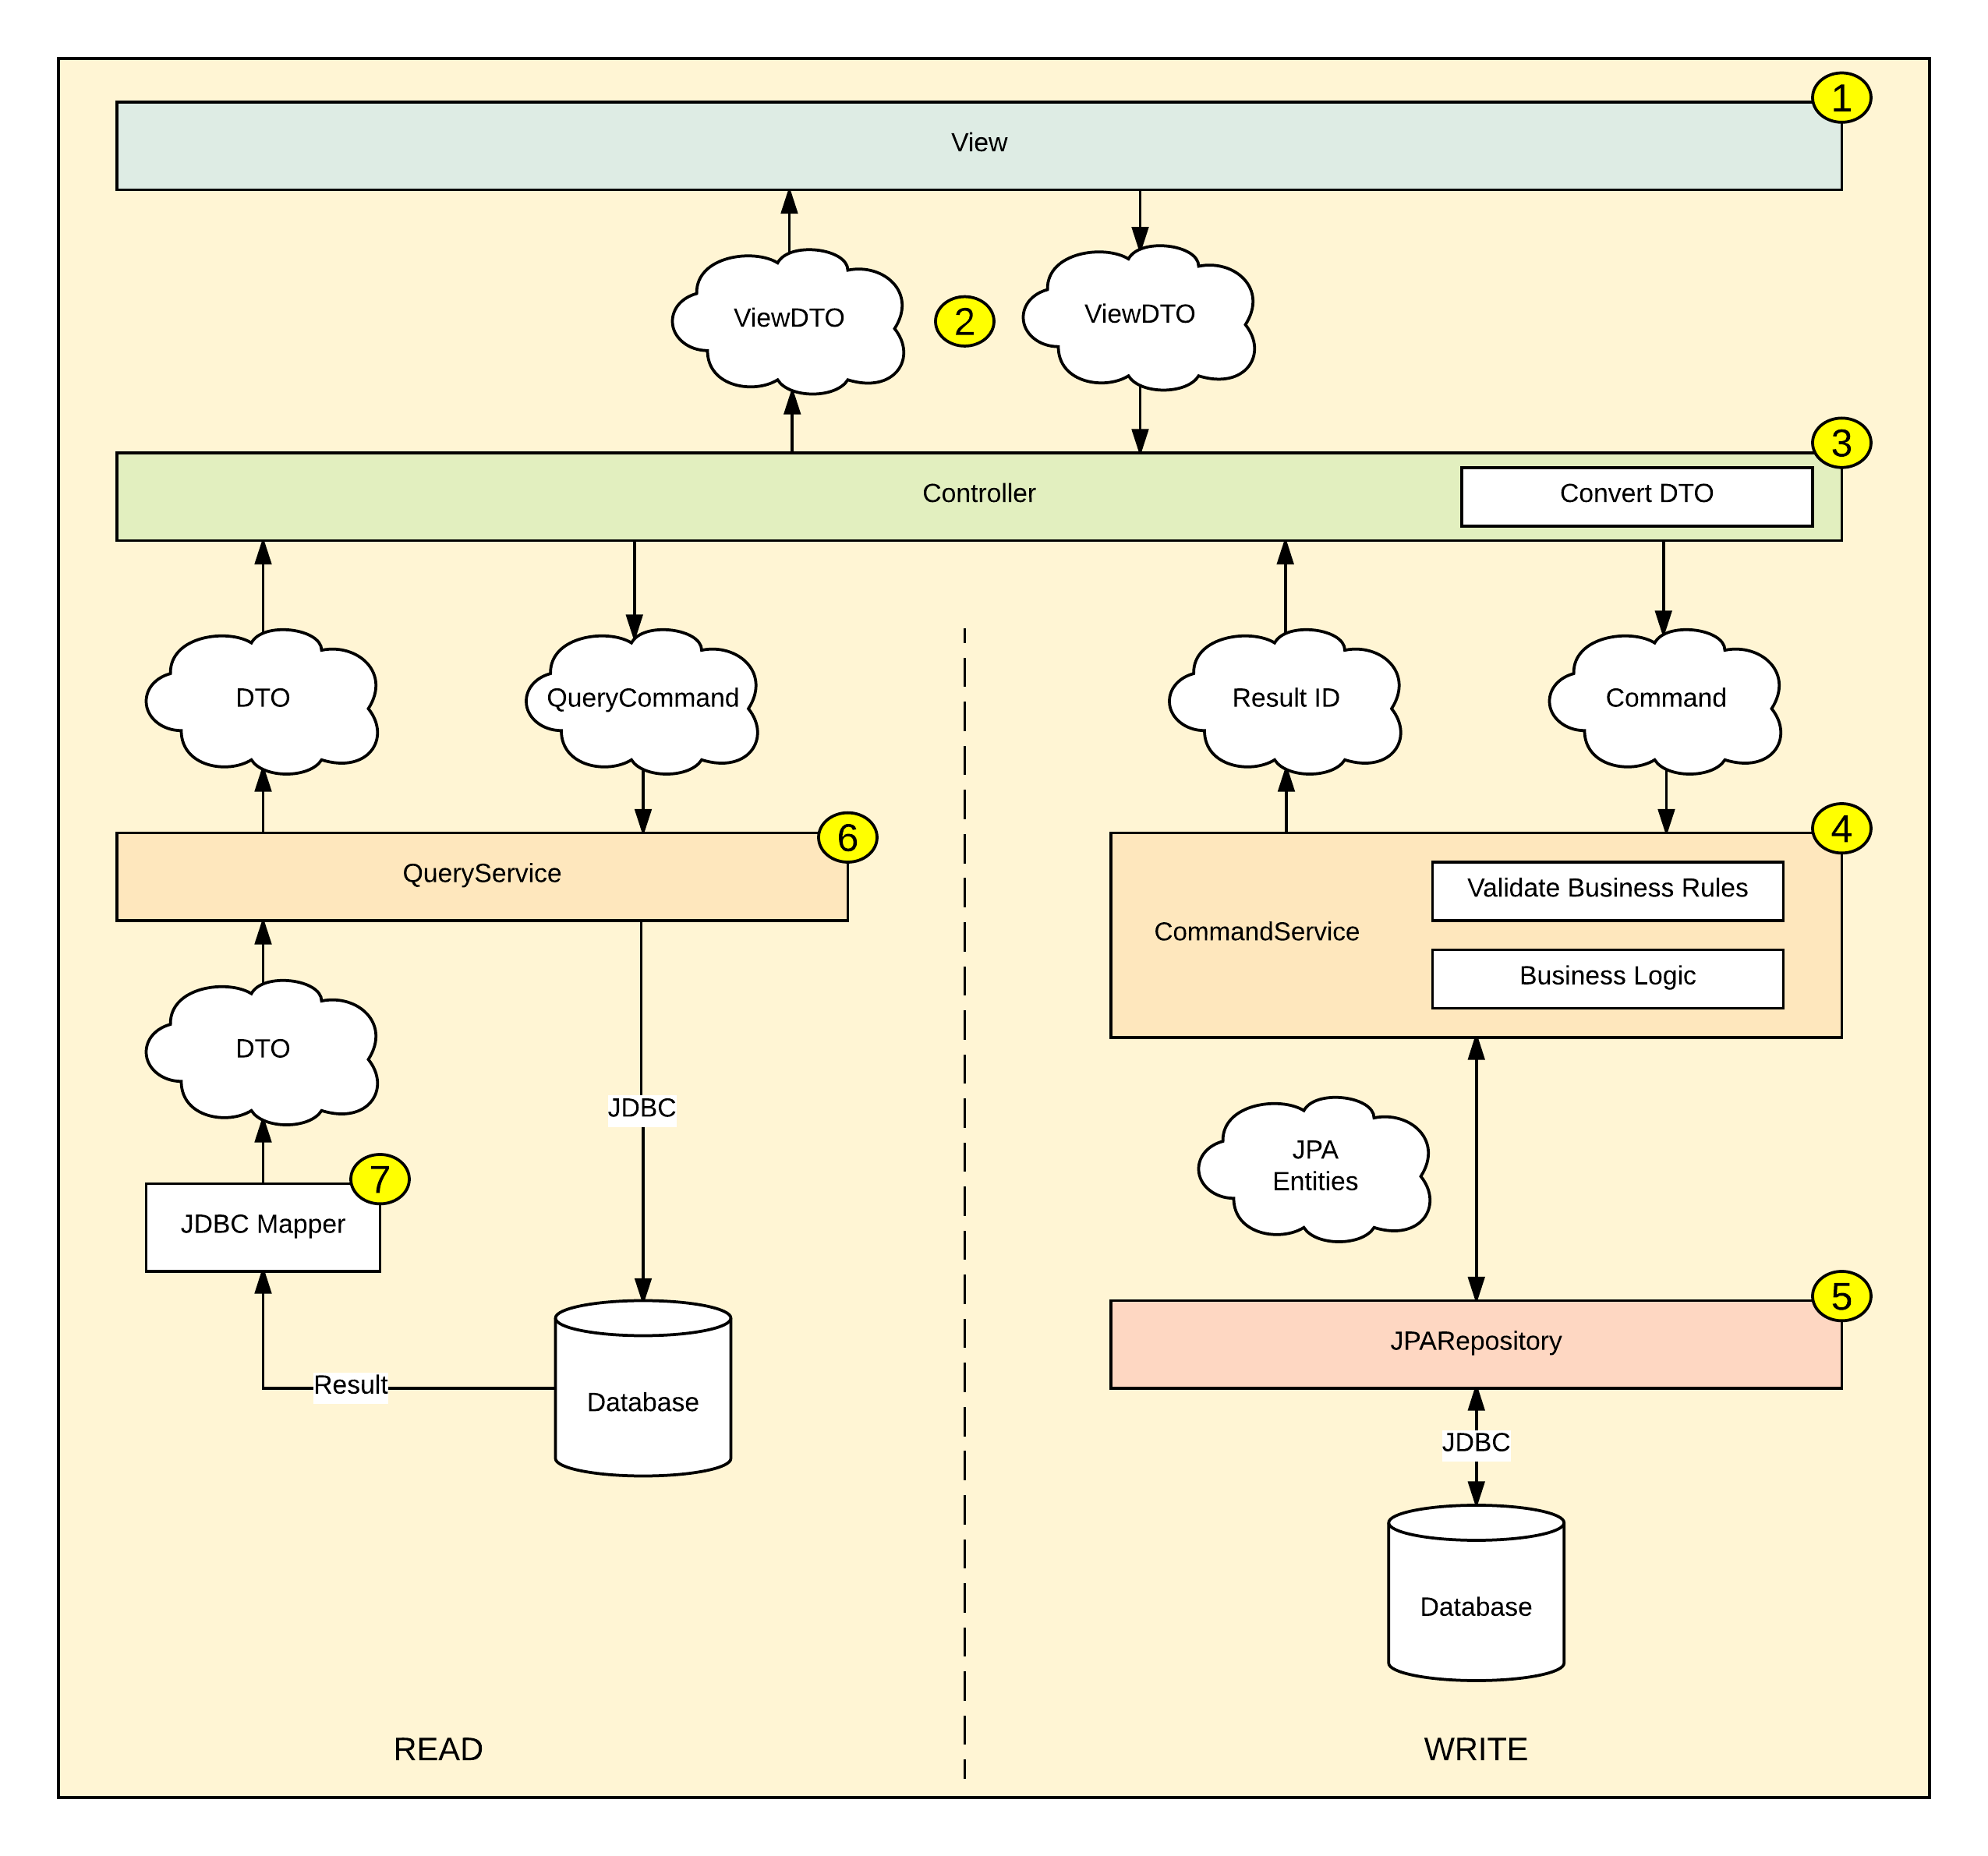 1
View
ViewDTO
2
ViewDTO
3
Controller
Convert DTO
DTO
QueryCommand
Result ID
Command
6
QueryService
4
CommandService
Validate Business Rules
Business Logic
DTO
JDBC
JPA
Entities
7
JDBC Mapper
5
JPARepository
Result
Database
JDBC
Database
READ
WRITE